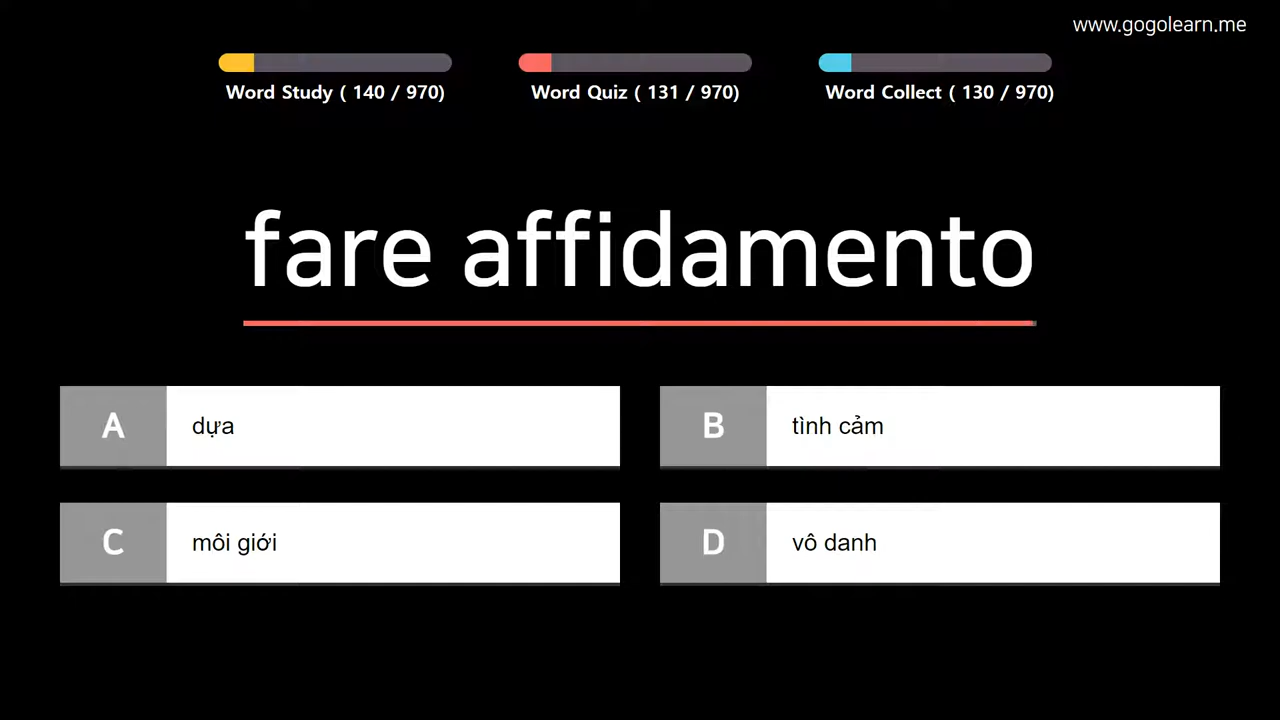 www.gogolearn.me
Word Study ( 140 / 970)
Word Quiz ( 131 / 970)
Word Collect ( 130 / 970)
fare affidamento
A dựa
B tình cảm
C môi giới
D vô danh